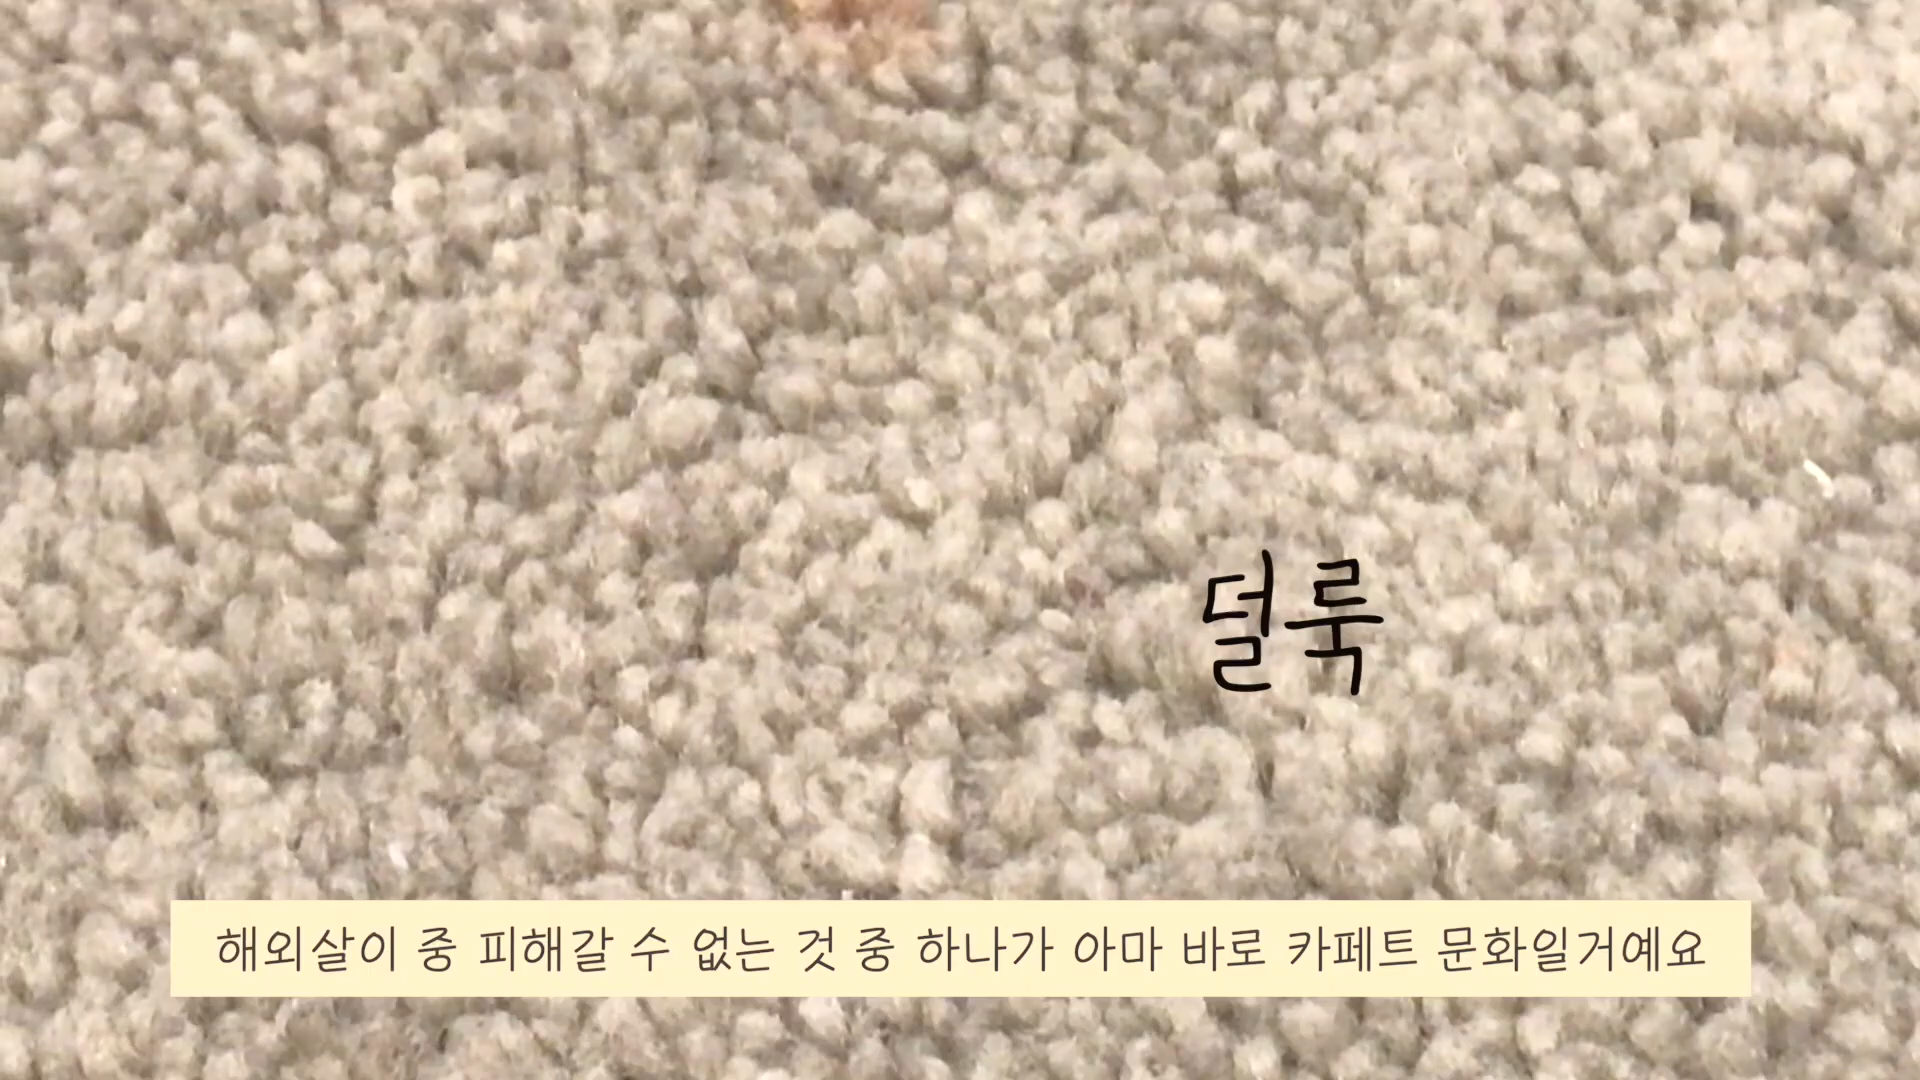 덜룩
해외살이 중 피해갈 수 없는 것 중 하나가 아마 바로 카페트 문화일거예요